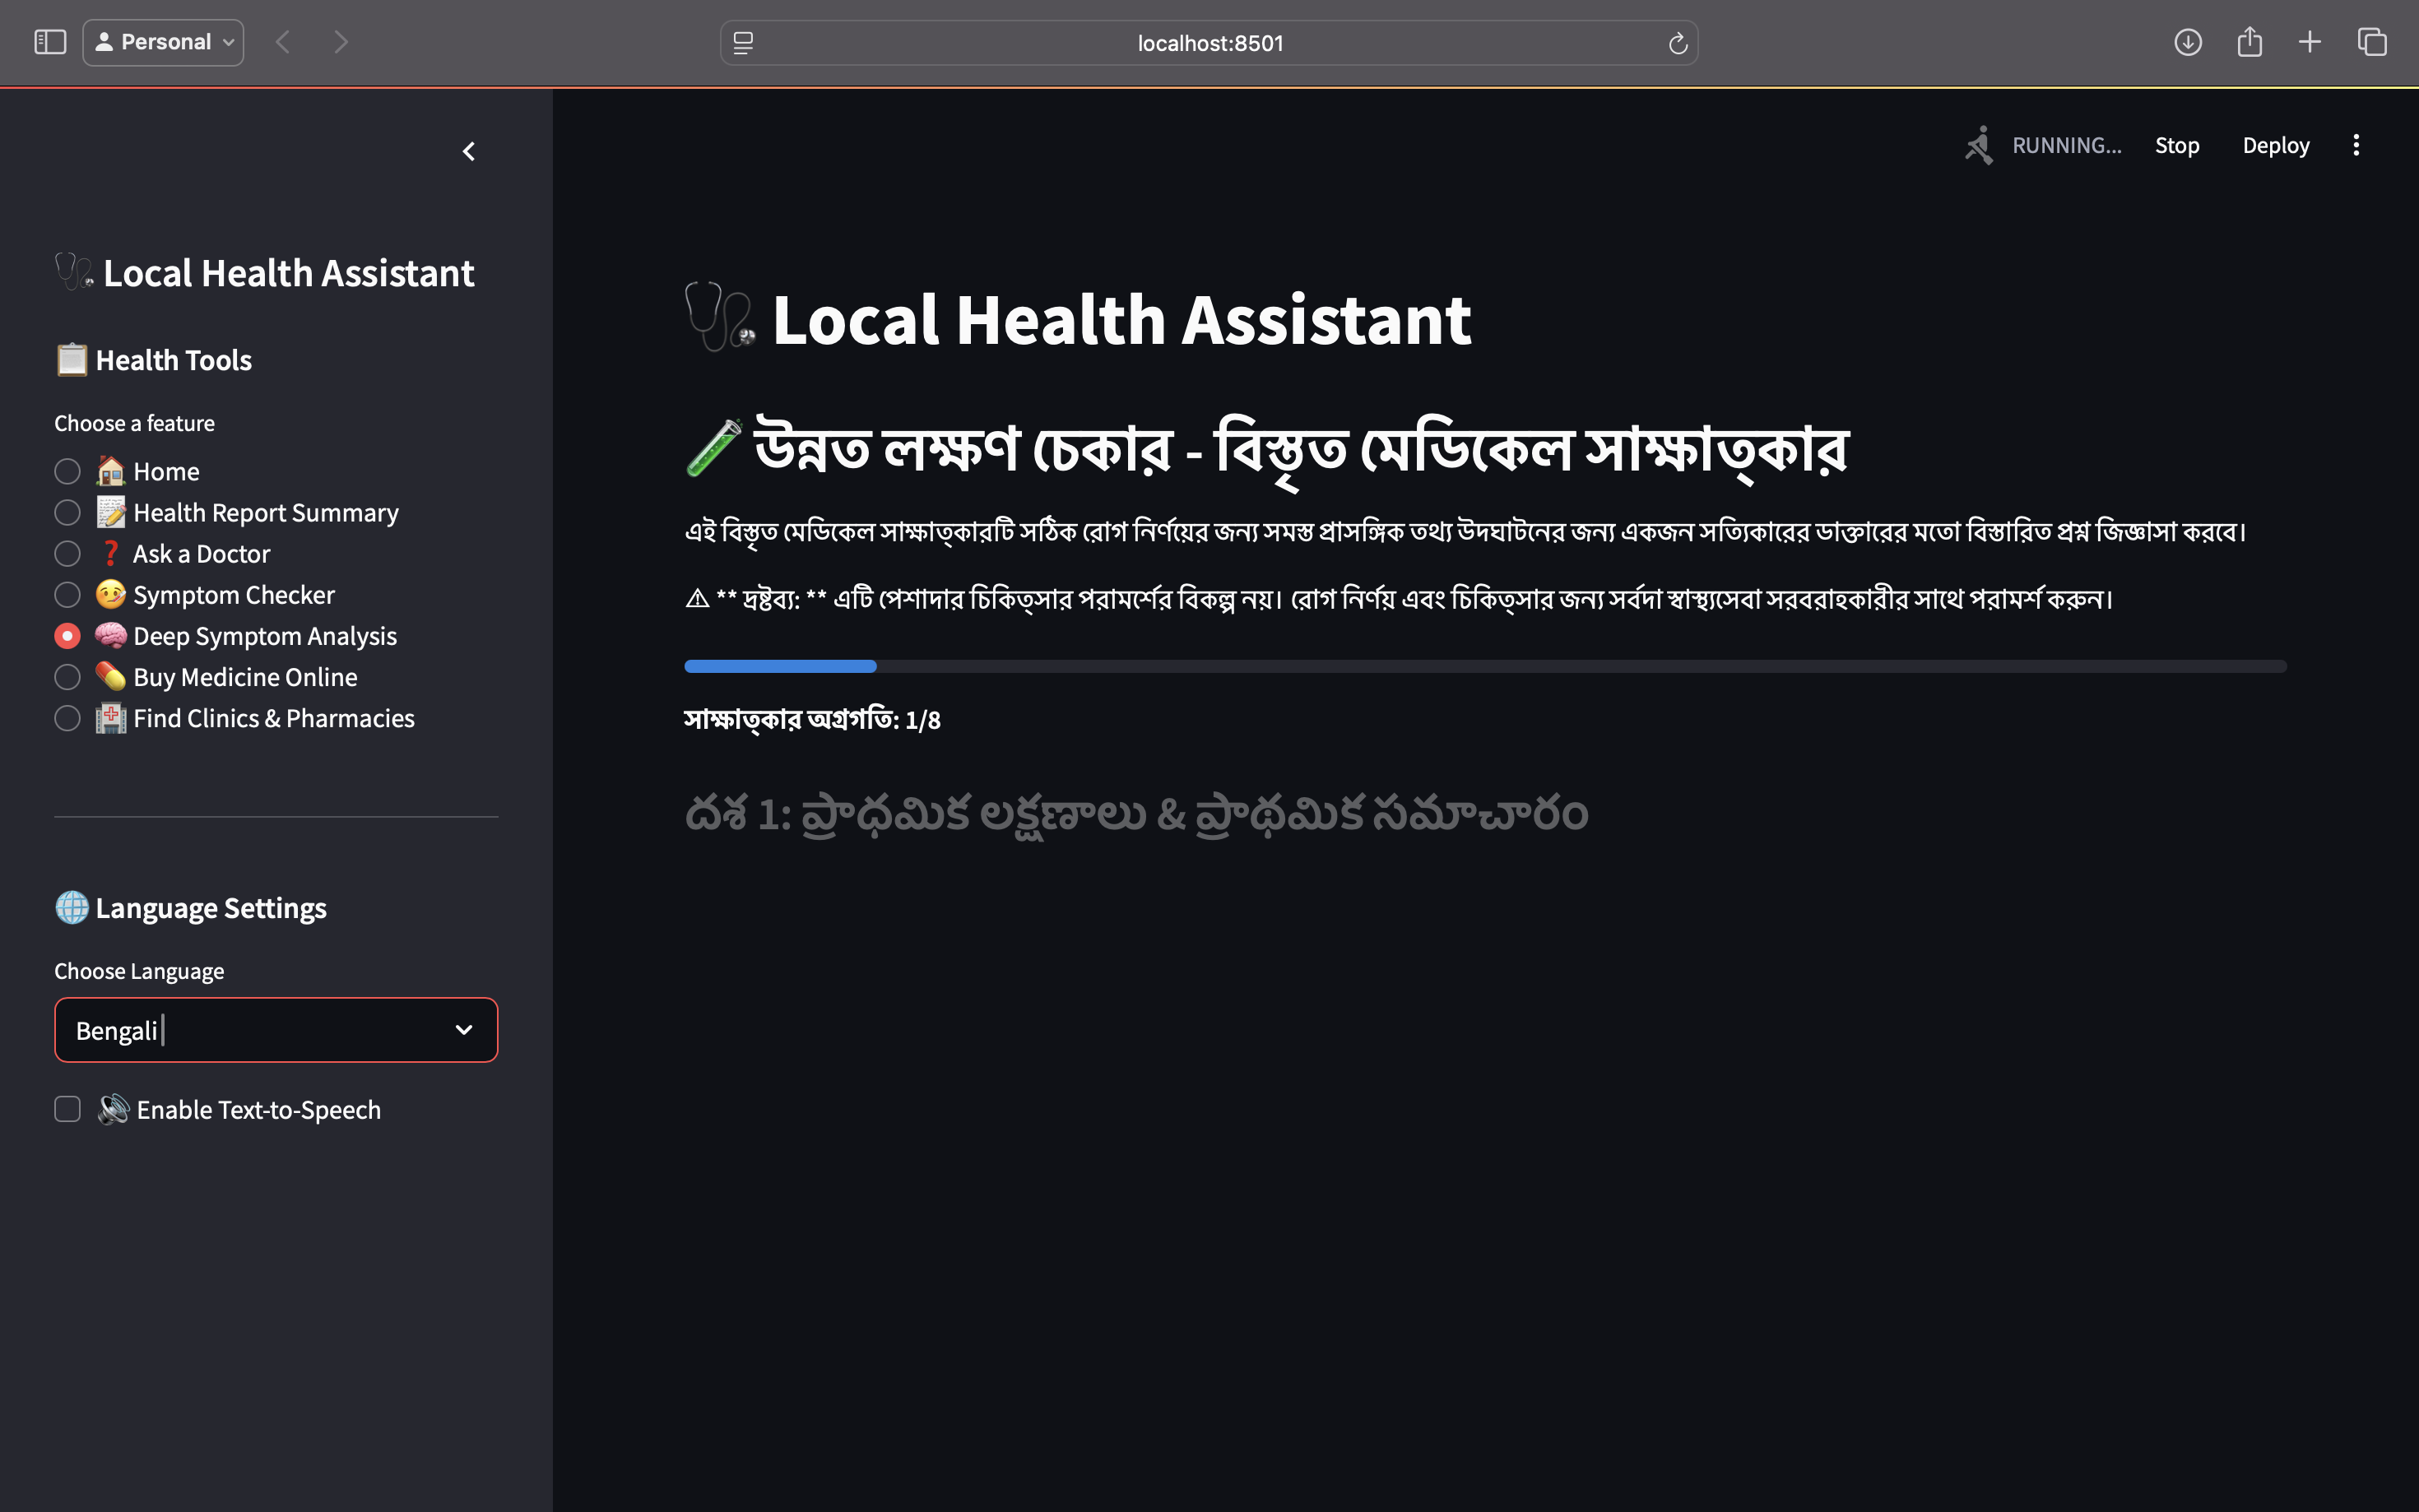 Personal
localhost:8501
RUNNING...
Stop
Deploy
Local Health Assistant
Health Tools
Choose a feature
Home
Health Report Summary
Ask a Doctor
Symptom Checker
Deep Symptom Analysis
Buy Medicine Online
Find Clinics & Pharmacies
Language Settings
Choose Language
Bengali
Enable Text-to-Speech
Local Health Assistant
উন্নত লক্ষণ চেকার - বিস্তৃত মেডিকেল সাক্ষাত্কার
এই বিস্তৃত মেডিকেল সাক্ষাত্কারটি সঠিক রোগ নির্ণয়ের জন্য সমস্ত প্রাসঙ্গিক তথ্য উদঘাটনের জন্য একজন সত্যিকারের ডাক্তারের মতো বিস্তারিত প্রশ্ন জিজ্ঞাসা করবে।
⚠ ** দ্রষ্টব্য: ** এটি পেশাদার চিকিত্সার পরামর্শের বিকল্প নয়। রোগ নির্ণয় এবং চিকিত্সার জন্য সর্বদা স্বাস্থ্যসেবা সরবরাহকারীর সাথে পরামর্শ করুন।
সাক্ষাত্কার অগ্রগতি: 1/8
దశ 1: ప్రాధమిక లక్షణాలు & ప్రాథమిక సమాచారం